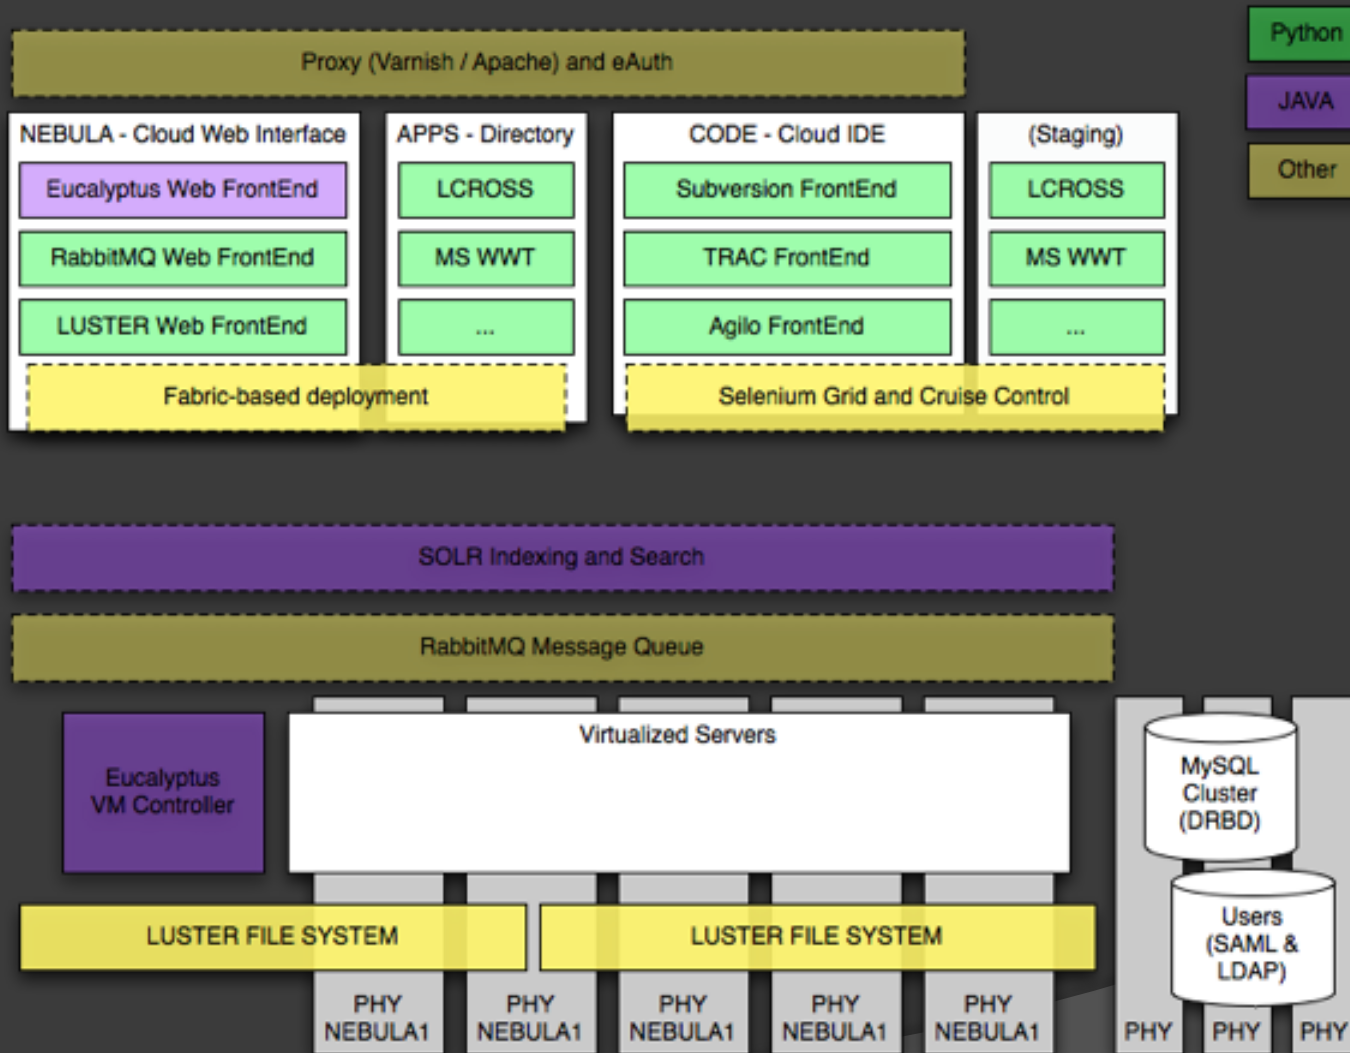 Proxy (Varnish / Apache) and eAuth
Python
JAVA
Other
NEBULA - Cloud Web Interface
Eucalyptus Web FrontEnd
RabbitMQ Web FrontEnd
LUSTER Web FrontEnd
APPS - Directory
LCROSS
MS WWT
...
Fabric-based deployment
CODE - Cloud IDE
Subversion FrontEnd
TRAC FrontEnd
Agilo FrontEnd
(Staging)
LCROSS
MS WWT
...
Selenium Grid and Cruise Control
SOLR Indexing and Search
RabbitMQ Message Queue
Eucalyptus
VM Controller
Virtualized Servers
MySQL
Cluster
(DRBD)
Users
(SAML &
LDAP)
LUSTER FILE SYSTEM
LUSTER FILE SYSTEM
PHY
NEBULA1
PHY
NEBULA1
PHY
NEBULA1
PHY
NEBULA1
PHY
NEBULA1
PHY
PHY
PHY